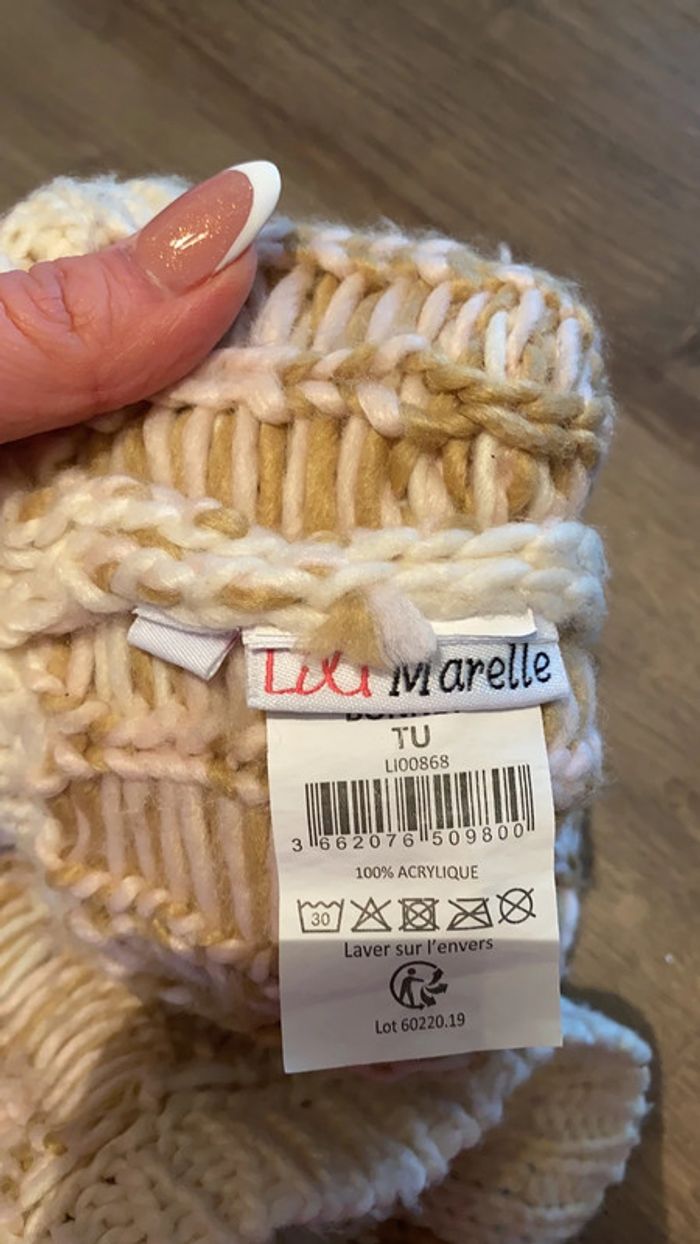 Lili Marelle
TU
LI00868
3 662076 509800
100% ACRYLIQUE
30
Laver sur l'envers
Lot 60220.19